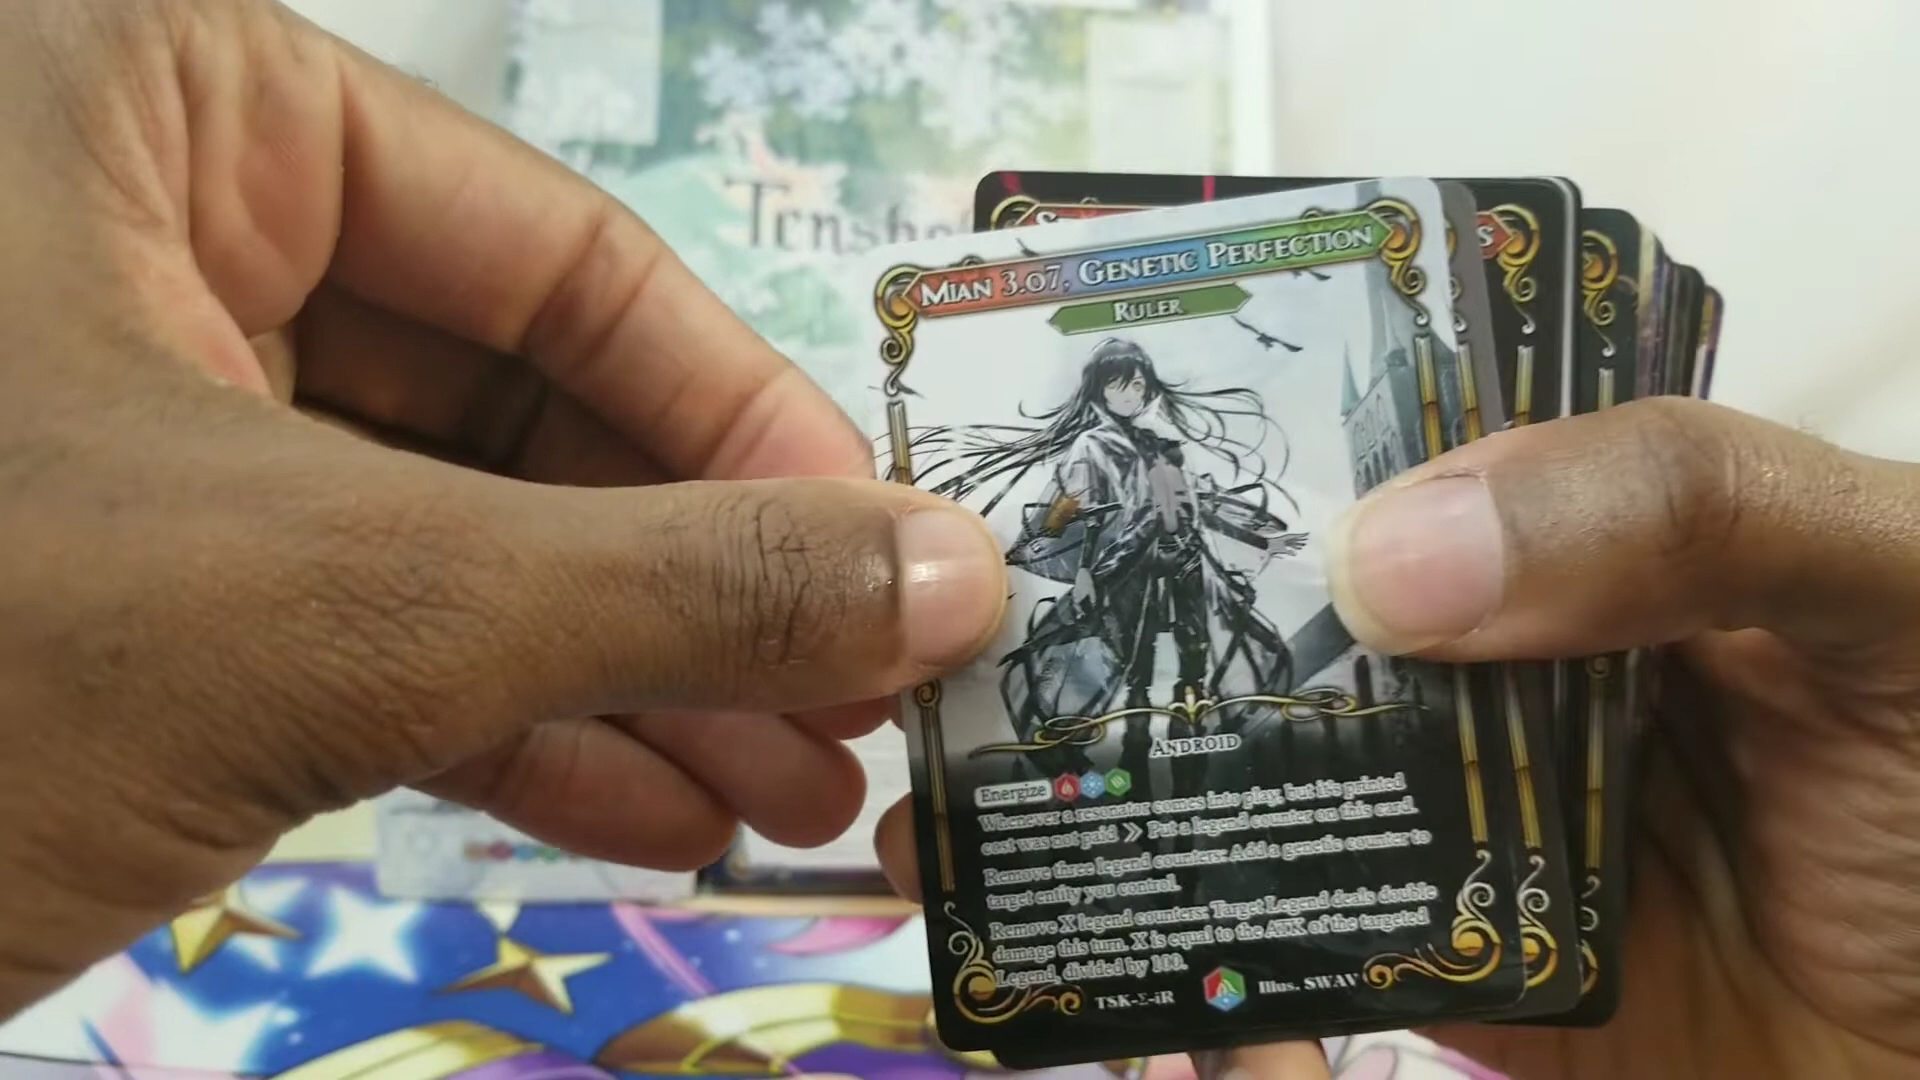 Tensho
S
S
Mian 3.07, Genetic Perfection
Ruler
Android
Energize
Whenever a resonator comes into play, but it's printed
cost was not paid » Put a legend counter on this card.
Remove three legend counters: Add a genetic counter to
target entity you control.
Remove X legend counters: Target Legend deals double
damage this turn. X is equal to the ATK of the targeted
Legend, divided by 100.
TSK-Σ-iR
Illus. SWAV